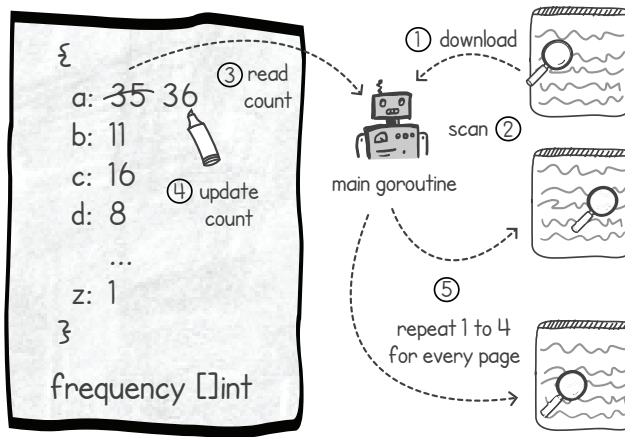 {
a: 35 36
b: 11
c: 16
d: 8
...
z: 1
}
frequency []int
③ read
count
④ update
count
① download
scan ②
main goroutine
⑤
repeat 1 to 4
for every page